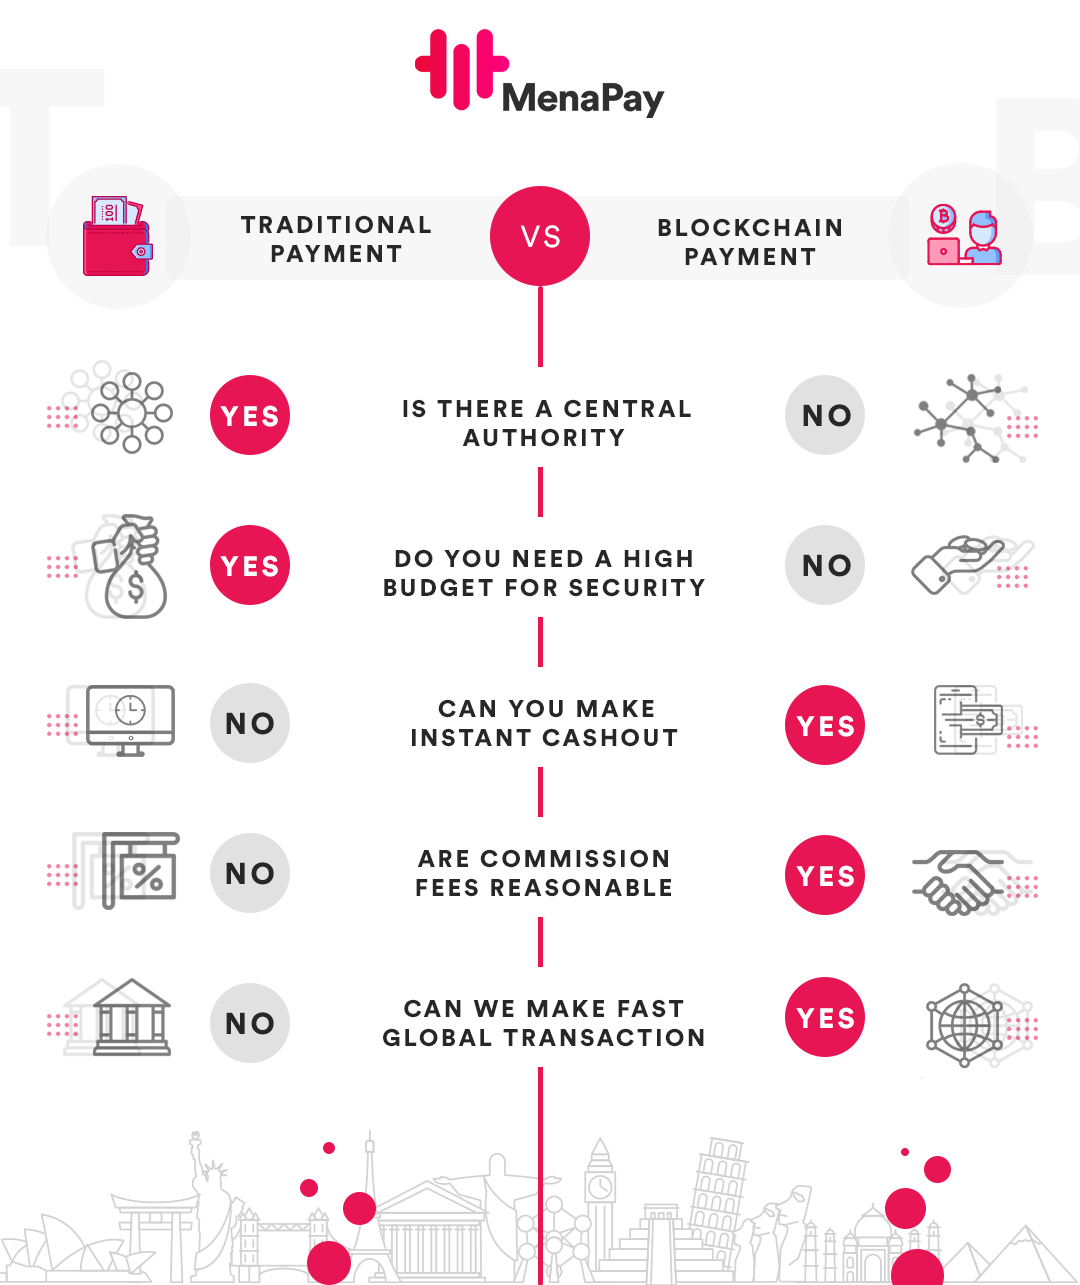 MenaPay
T
B
100
TRADITIONAL
PAYMENT
VS
BLOCKCHAIN
PAYMENT
YES
IS THERE A CENTRAL
AUTHORITY
NO
YES
DO YOU NEED A HIGH
BUDGET FOR SECURITY
NO
NO
CAN YOU MAKE
INSTANT CASHOUT
YES
NO
ARE COMMISSION
FEES REASONABLE
YES
NO
CAN WE MAKE FAST
GLOBAL TRANSACTION
YES